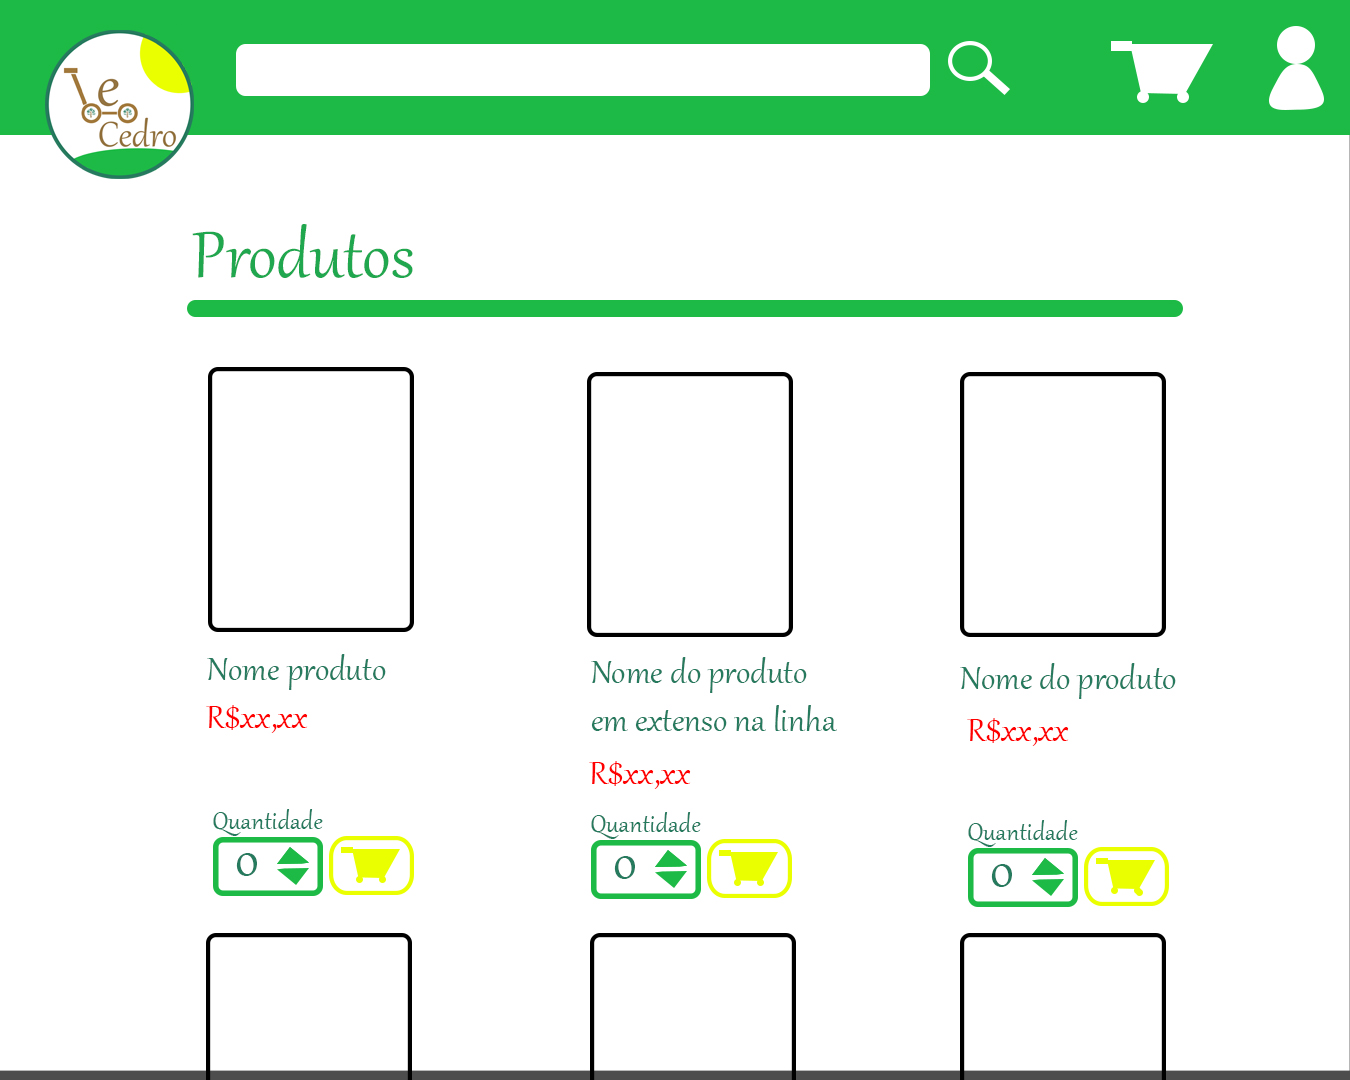 e
Cedro
Produtos
Nome produto
R$xx,xx
Nome do produto
em extenso na linha
R$xx,xx
Nome do produto
R$xx,xx
Quantidade
0
Quantidade
0
Quantidade
0